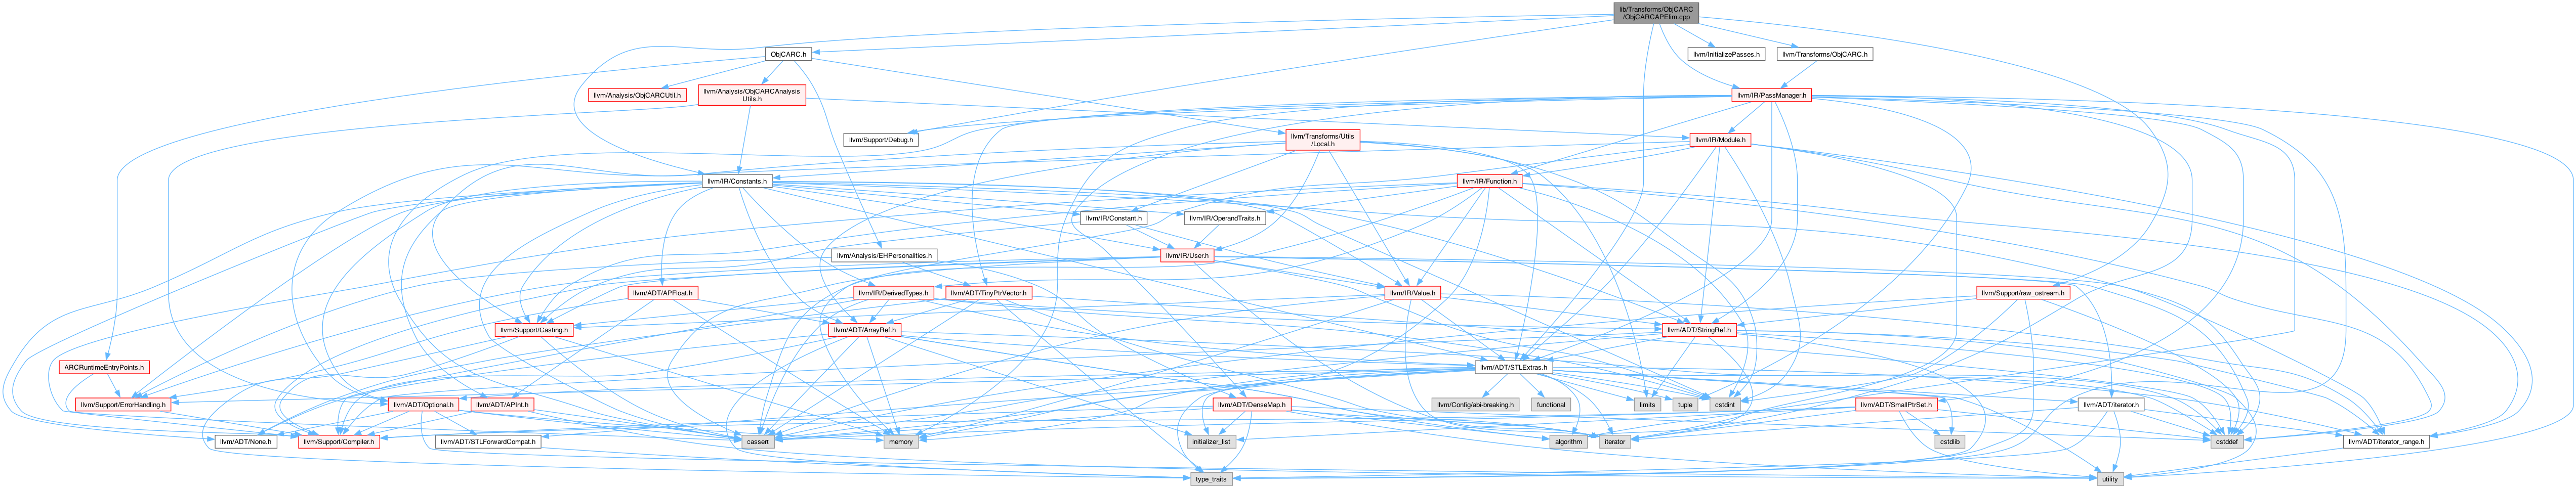 lib/Transforms/ObjCARC
/ObjCARCAPElim.cpp
ObjCARC.h
llvm/InitializePasses.h
llvm/Transforms/ObjCARC.h
llvm/Analysis/ObjCARCUtil.h
llvm/Analysis/ObjCARCAnalysis
Utils.h
llvm/IR/PassManager.h
llvm/Support/Debug.h
llvm/Transforms/Utils
/Local.h
llvm/IR/Module.h
llvm/IR/Constants.h
llvm/IR/Function.h
llvm/IR/Constant.h
llvm/IR/OperandTraits.h
llvm/Analysis/EHPersonalities.h
llvm/IR/User.h
llvm/ADT/APFloat.h
llvm/IR/DerivedTypes.h
llvm/ADT/TinyPtrVector.h
llvm/IR/Value.h
llvm/Support/raw_ostream.h
llvm/Support/Casting.h
llvm/ADT/ArrayRef.h
llvm/ADT/StringRef.h
ARCRuntimeEntryPoints.h
llvm/ADT/STLExtras.h
llvm/Support/ErrorHandling.h
llvm/ADT/Optional.h
llvm/ADT/APInt.h
llvm/ADT/DenseMap.h
llvm/Config/abi-breaking.h
functional
limits
tuple
cstdint
llvm/ADT/SmallPtrSet.h
llvm/ADT/iterator.h
llvm/ADT/None.h
llvm/Support/Compiler.h
llvm/ADT/STLForwardCompat.h
cassert
memory
initializer_list
algorithm
iterator
cstdlib
cstddef
llvm/ADT/iterator_range.h
type_traits
utility